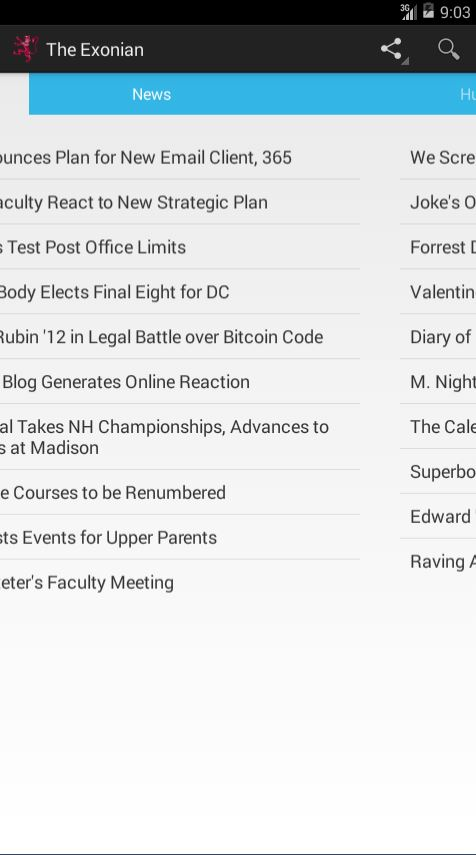 3G 9:03
The Exonian
News Hu
ounces Plan for New Email Client, 365
aculty React to New Strategic Plan
s Test Post Office Limits
Body Elects Final Eight for DC
Rubin '12 in Legal Battle over Bitcoin Code
Blog Generates Online Reaction
al Takes NH Championships, Advances to
s at Madison
e Courses to be Renumbered
sts Events for Upper Parents
eter's Faculty Meeting
We Scre
Joke's O
Forrest D
Valentin
Diary of
M. Night
The Cale
Superbo
Edward
Raving A